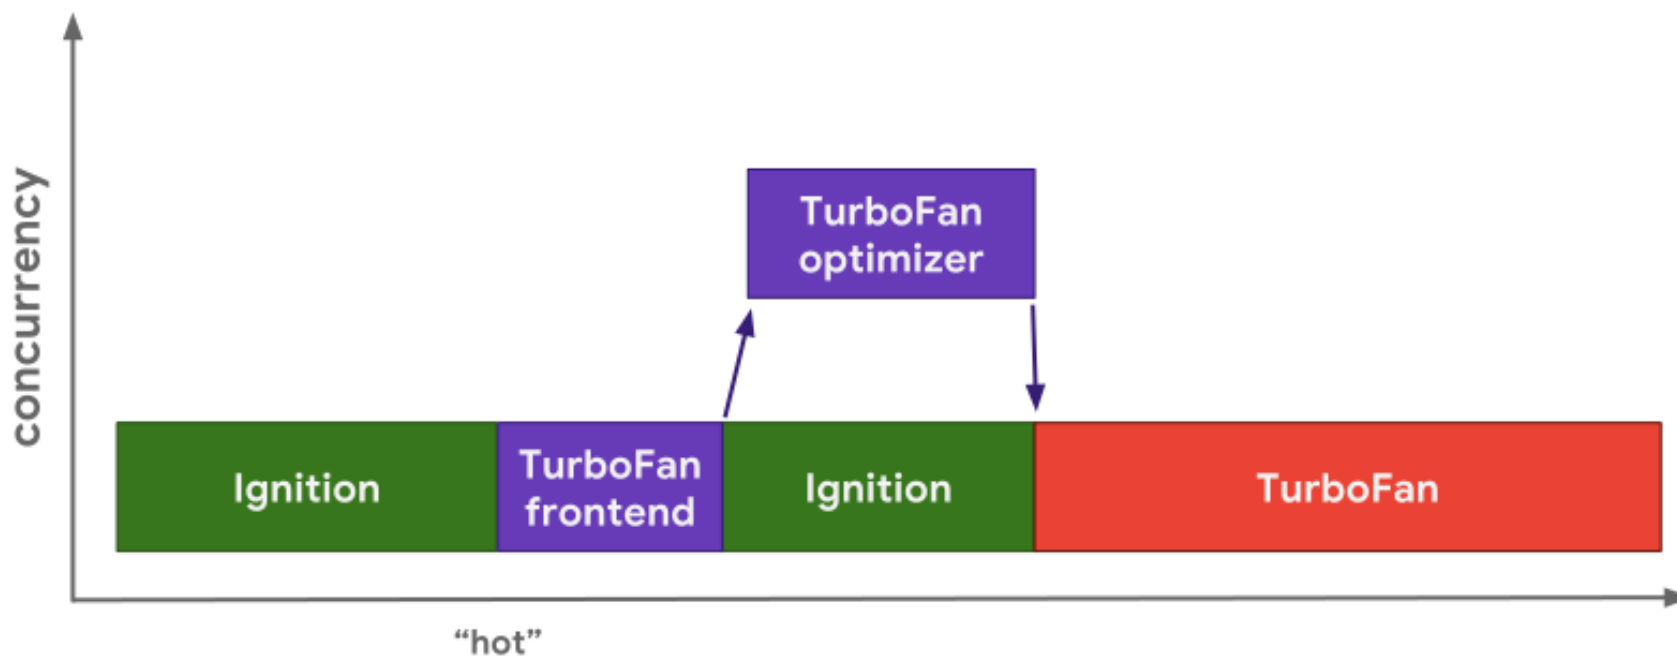 concurrency
TurboFan
optimizer
Ignition
TurboFan
frontend
Ignition
TurboFan
“hot”